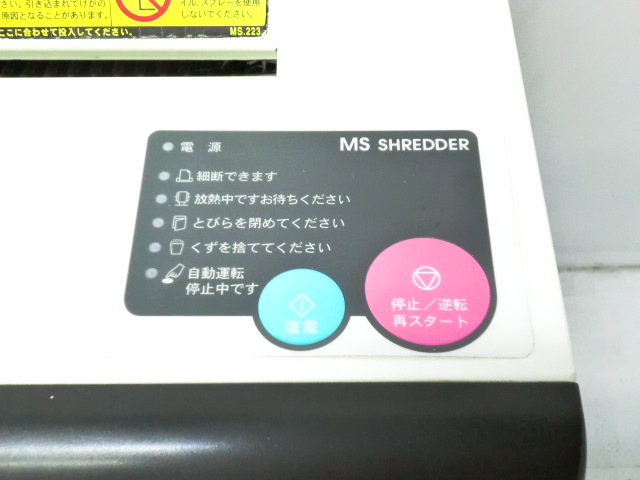 さい。引き込まれてけがの
原因となることがあります。
イル、スプレーを使用
しないでください。
ここに合わせて投入してください。
MS.223
電源
MS SHREDDER
細断できます
放熱中ですお待ちください
とびらを閉めてください
くずを捨ててください
自動運転
停止中です
復電
停止／逆転
再スタート